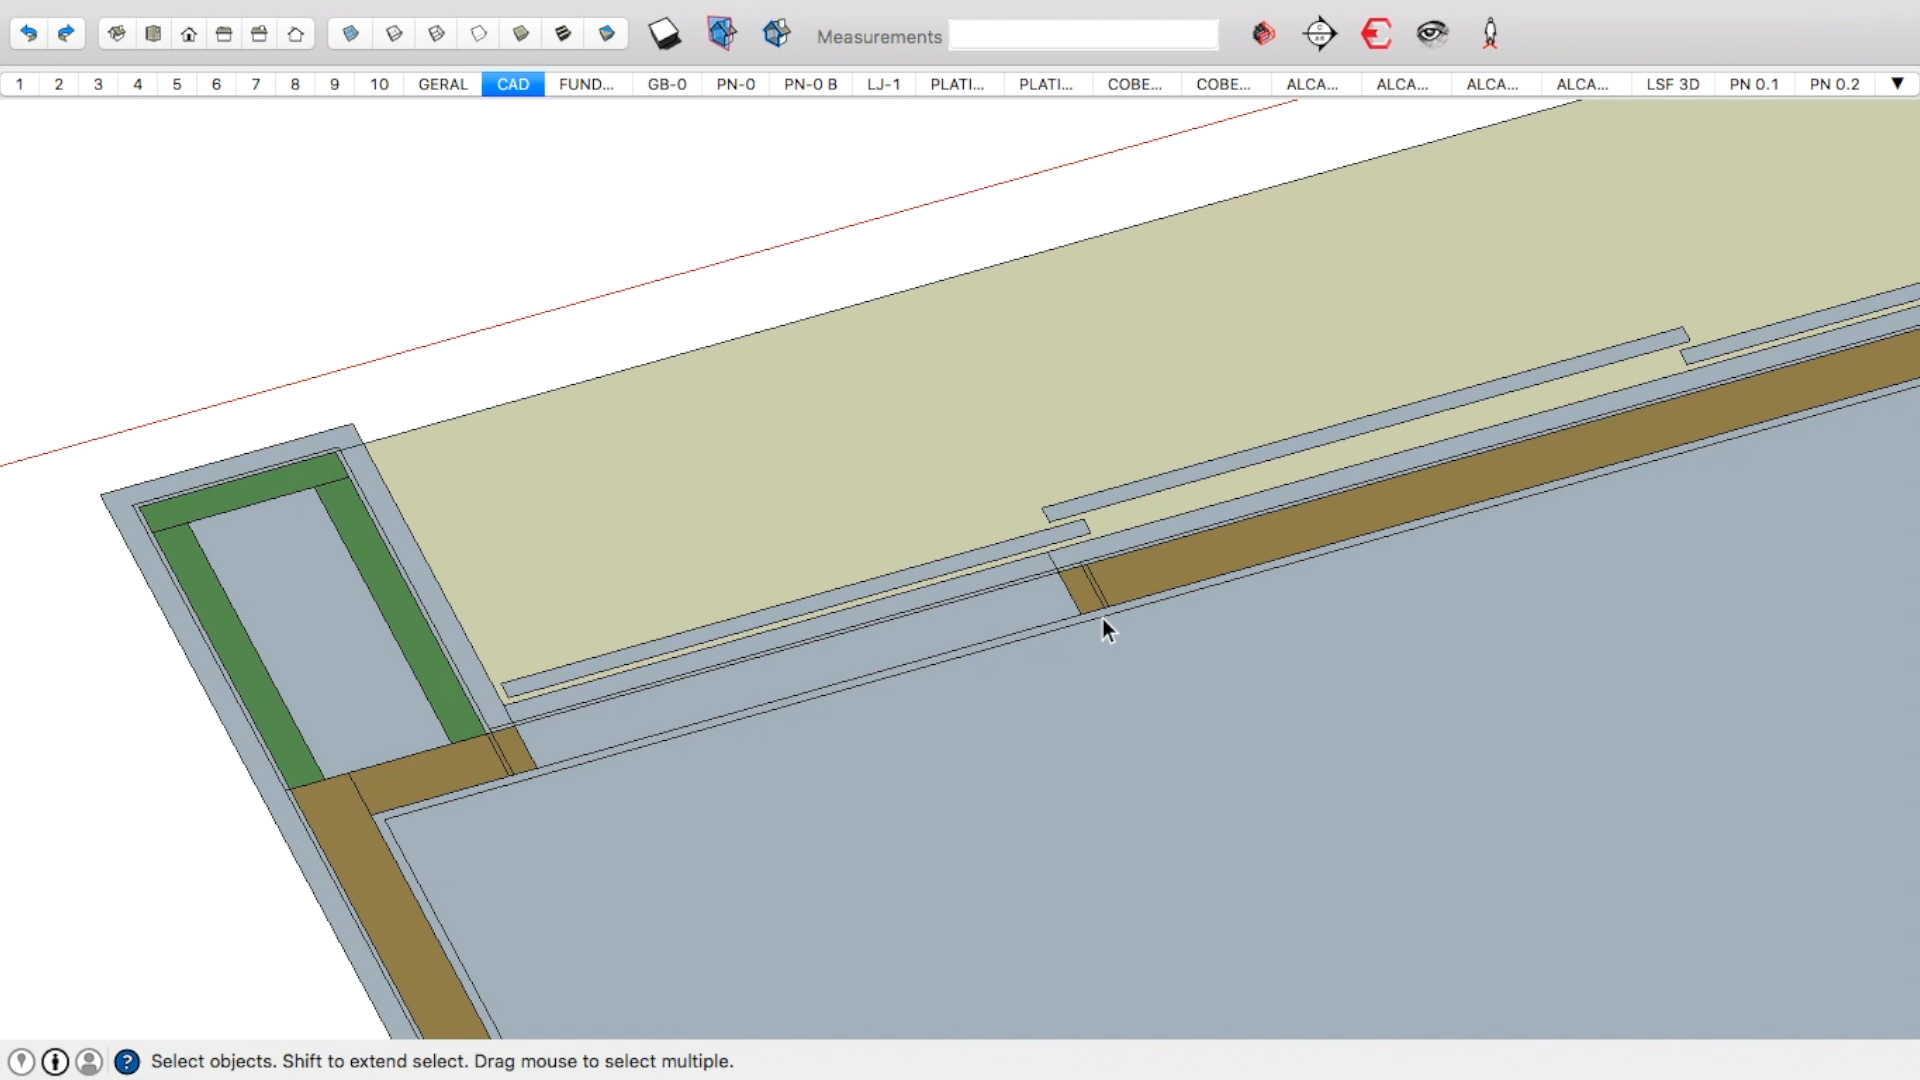 Measurements
1 2 3 4 5 6 7 8 9 10 GERAL CAD FUND... GB-0 PN-0 PN-0 B LJ-1 PLATI... PLATI... COBE... COBE... ALCA... ALCA... ALCA... ALCA... LSF 3D PN 0.1 PN 0.2
Select objects. Shift to extend select. Drag mouse to select multiple.